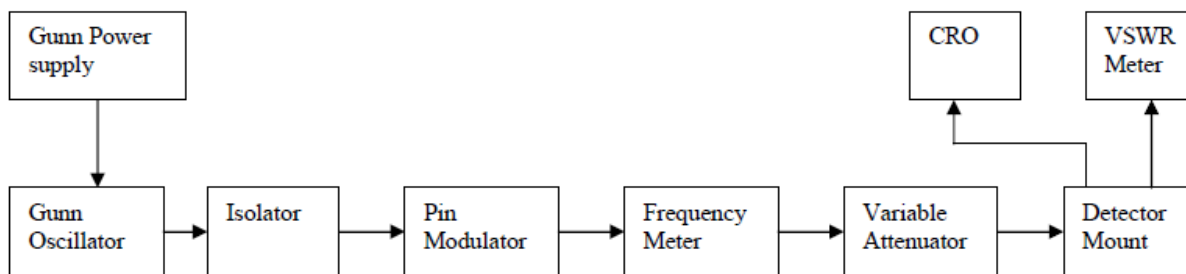 Gunn Power
supply
CRO
VSWR
Meter
Gunn
Oscillator
Isolator
Pin
Modulator
Frequency
Meter
Variable
Attenuator
Detector
Mount